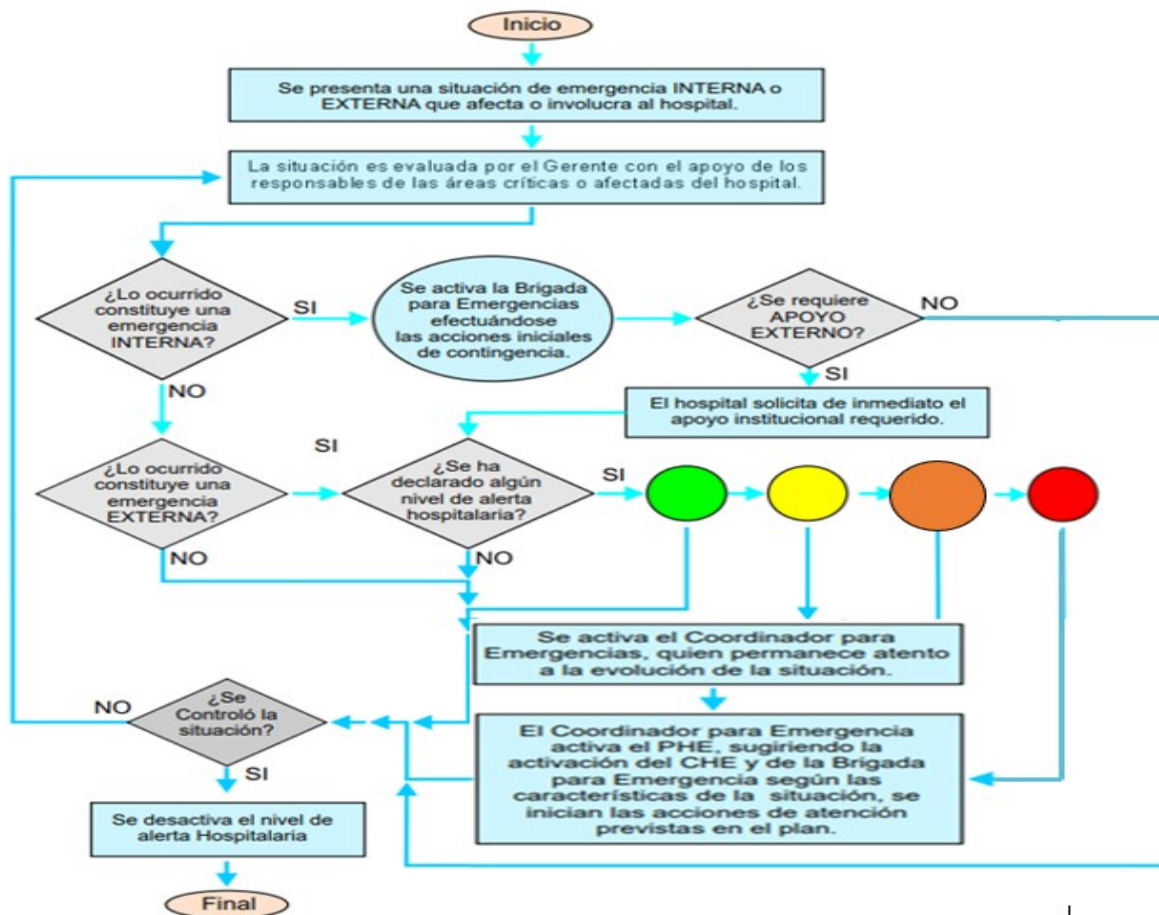 Inicio
Se presenta una situación de emergencia INTERNA o
EXTERNA que afecta o involucra al hospital.
La situación es evaluada por el Gerente con el apoyo de los
responsables de las áreas críticas o afectadas del hospital.
¿Lo ocurrido
constituye una
emergencia
INTERNA?
SI
Se activa la Brigada
para Emergencias
efectuándose
las acciones iniciales
de contingencia.
¿Se requiere
APOYO
EXTERNO?
NO
SI
NO
El hospital solicita de inmediato el
apoyo institucional requerido.
¿Lo ocurrido
constituye una
emergencia
EXTERNA?
SI
¿Se ha
declarado algún
nivel de alerta
hospitalaria?
SI
NO
NO
Se activa el Coordinador para
Emergencias, quien permanece atento
a la evolución de la situación.
El Coordinador para Emergencia
activa el PHE, sugiriendo la
activación del CHE y de la Brigada
para Emergencia según las
características de la situación, se
inician las acciones de atención
previstas en el plan.
NO
¿Se
Controló la
situación?
SI
Se desactiva el nivel de
alerta Hospitalaria
Final